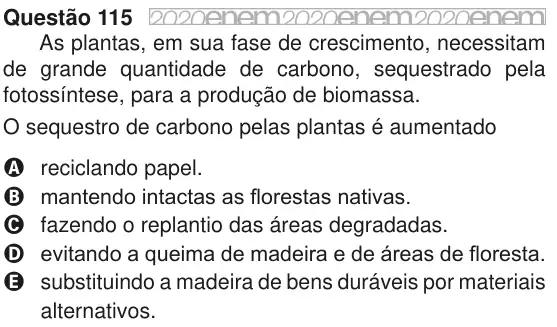 Questão 115 2020enem2020enem2020enem
As plantas, em sua fase de crescimento, necessitam
de grande quantidade de carbono, sequestrado pela
fotossíntese, para a produção de biomassa.
O sequestro de carbono pelas plantas é aumentado
A reciclando papel.
B mantendo intactas as florestas nativas.
C fazendo o replantio das áreas degradadas.
D evitando a queima de madeira e de áreas de floresta.
E substituindo a madeira de bens duráveis por materiais
alternativos.